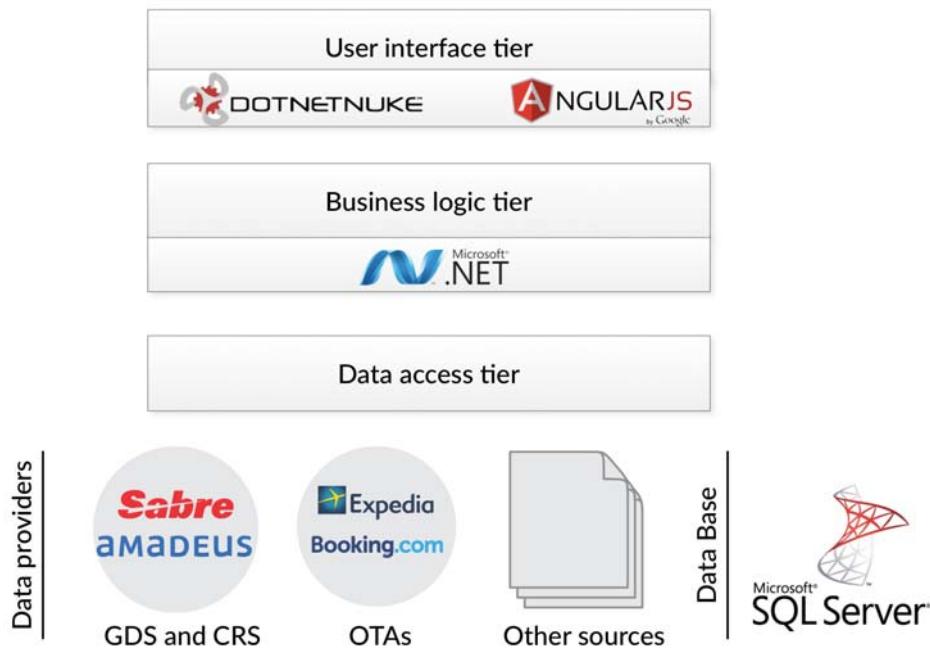 User interface tier
DOTNETNUKE
ANGULARJS
by Google
Business logic tier
Microsoft®
.NET
Data access tier
Data providers
Sabre
amadeus
GDS and CRS
Expedia
Booking.com
OTAs
Other sources
Data Base
Microsoft®
SQL Server®